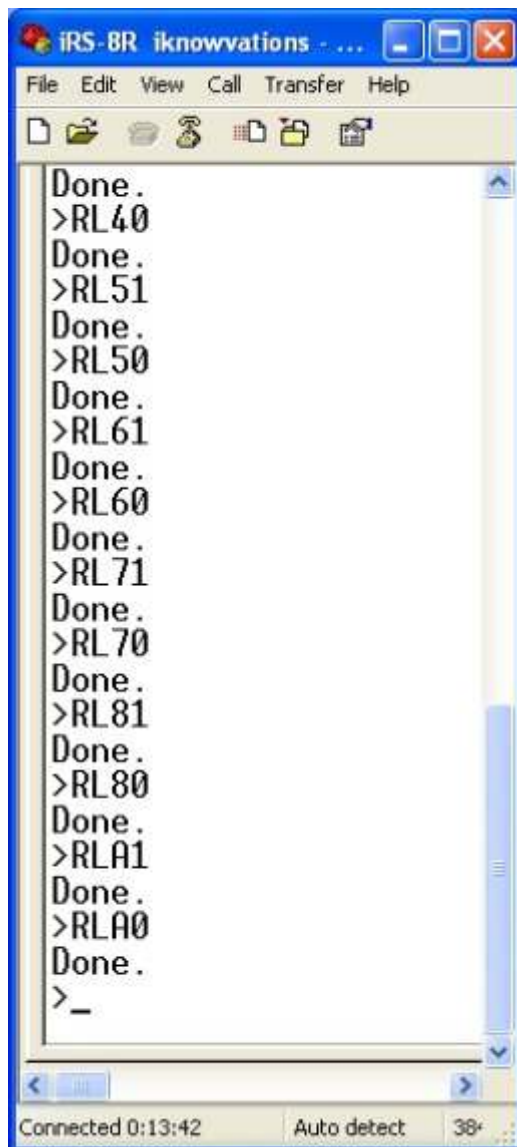 iRS-8R iknowvations - ...
File Edit View Call Transfer Help
Done.
>RL40
Done.
>RL51
Done.
>RL50
Done.
>RL61
Done.
>RL60
Done.
>RL71
Done.
>RL70
Done.
>RL81
Done.
>RL80
Done.
>RLA1
Done.
>RLA0
Done.
>_
Connected 0:13:42 Auto detect